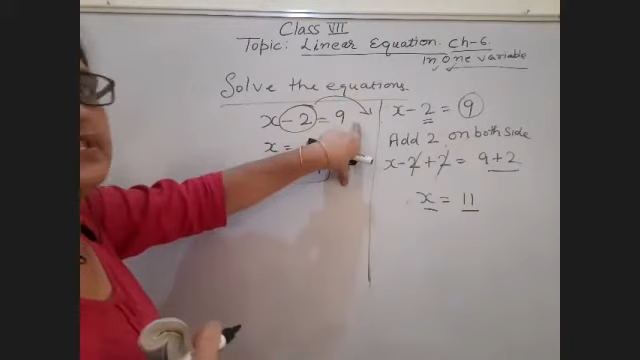 Class VII
Topic: Linear Equation. Ch-6.
in one variable
Solve the equations.
x - 2 = 9
x =
x - 2 = 9
Add 2 on both side
x - 2 + 2 = 9 + 2
x = 11